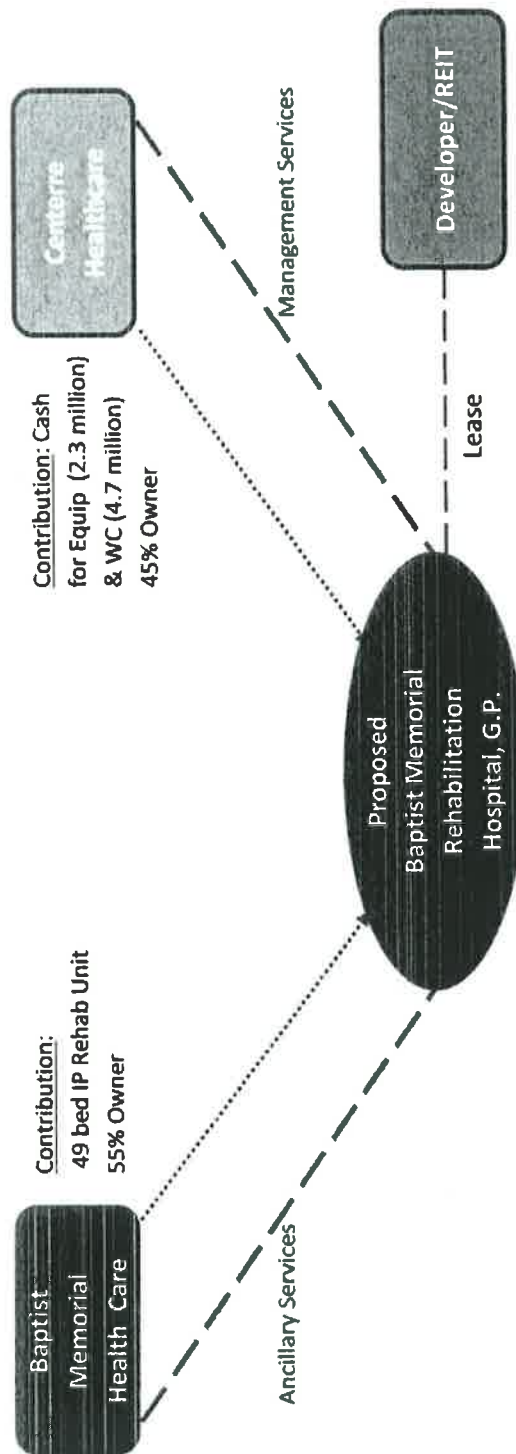 Baptist
Memorial
Health Care
Contribution:
49 bed IP Rehab Unit
55% Owner
Contribution: Cash
for Equip (2.3 million)
& WC (4.7 million)
45% Owner
Centerre
Healthcare
Ancillary Services
Management Services
Proposed
Baptist Memorial
Rehabilitation
Hospital, G.P.
Lease
Developer/REIT